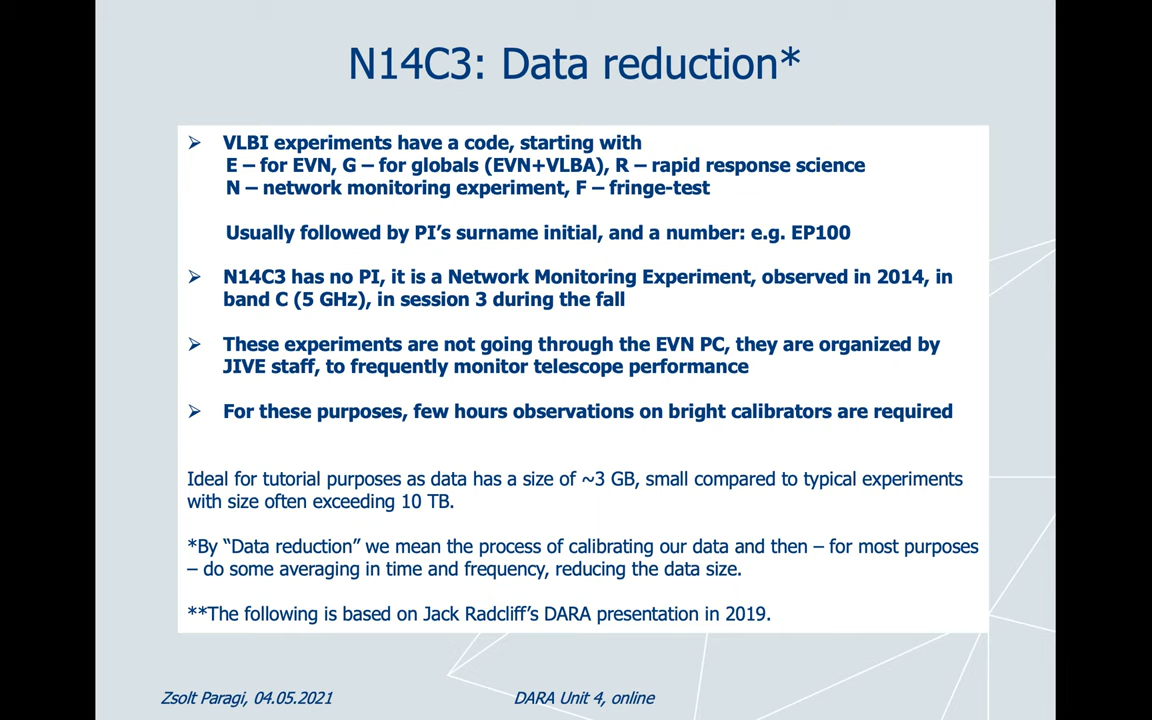 N14C3: Data reduction*
➢ VLBI experiments have a code, starting with
E – for EVN, G – for globals (EVN+VLBA), R – rapid response science
N – network monitoring experiment, F – fringe-test
Usually followed by PI’s surname initial, and a number: e.g. EP100
➢ N14C3 has no PI, it is a Network Monitoring Experiment, observed in 2014, in
band C (5 GHz), in session 3 during the fall
➢ These experiments are not going through the EVN PC, they are organized by
JIVE staff, to frequently monitor telescope performance
➢ For these purposes, few hours observations on bright calibrators are required
Ideal for tutorial purposes as data has a size of ~3 GB, small compared to typical experiments
with size often exceeding 10 TB.
*By “Data reduction” we mean the process of calibrating our data and then – for most purposes
– do some averaging in time and frequency, reducing the data size.
**The following is based on Jack Radcliff’s DARA presentation in 2019.
Zsolt Paragi, 04.05.2021
DARA Unit 4, online